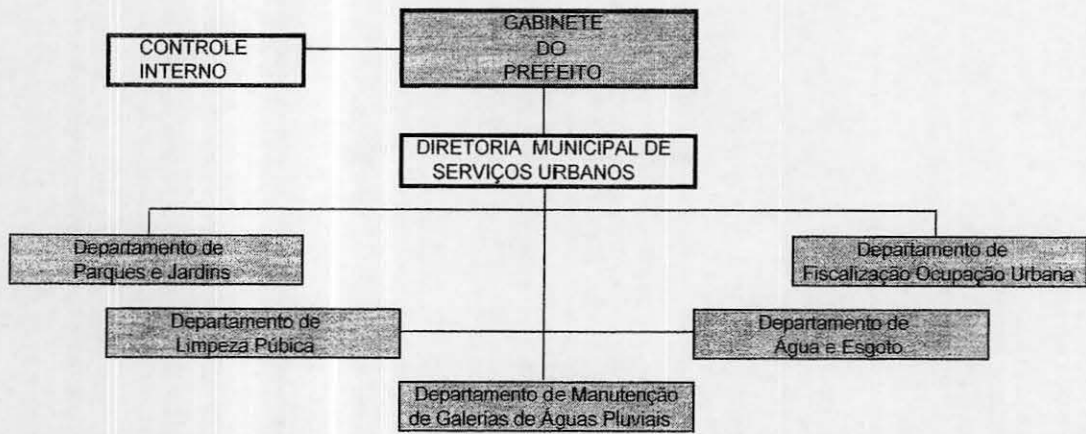 GABINETE
DO
PREFEITO
CONTROLE
INTERNO
DIRETORIA MUNICIPAL DE
SERVIÇOS URBANOS
Departamento de
Parques e Jardins
Departamento de
Fiscalização Ocupação Urbana
Departamento de
Limpeza Púbica
Departamento de
Água e Esgoto
Departamento de Manutenção
de Galerias de Águas Pluviais